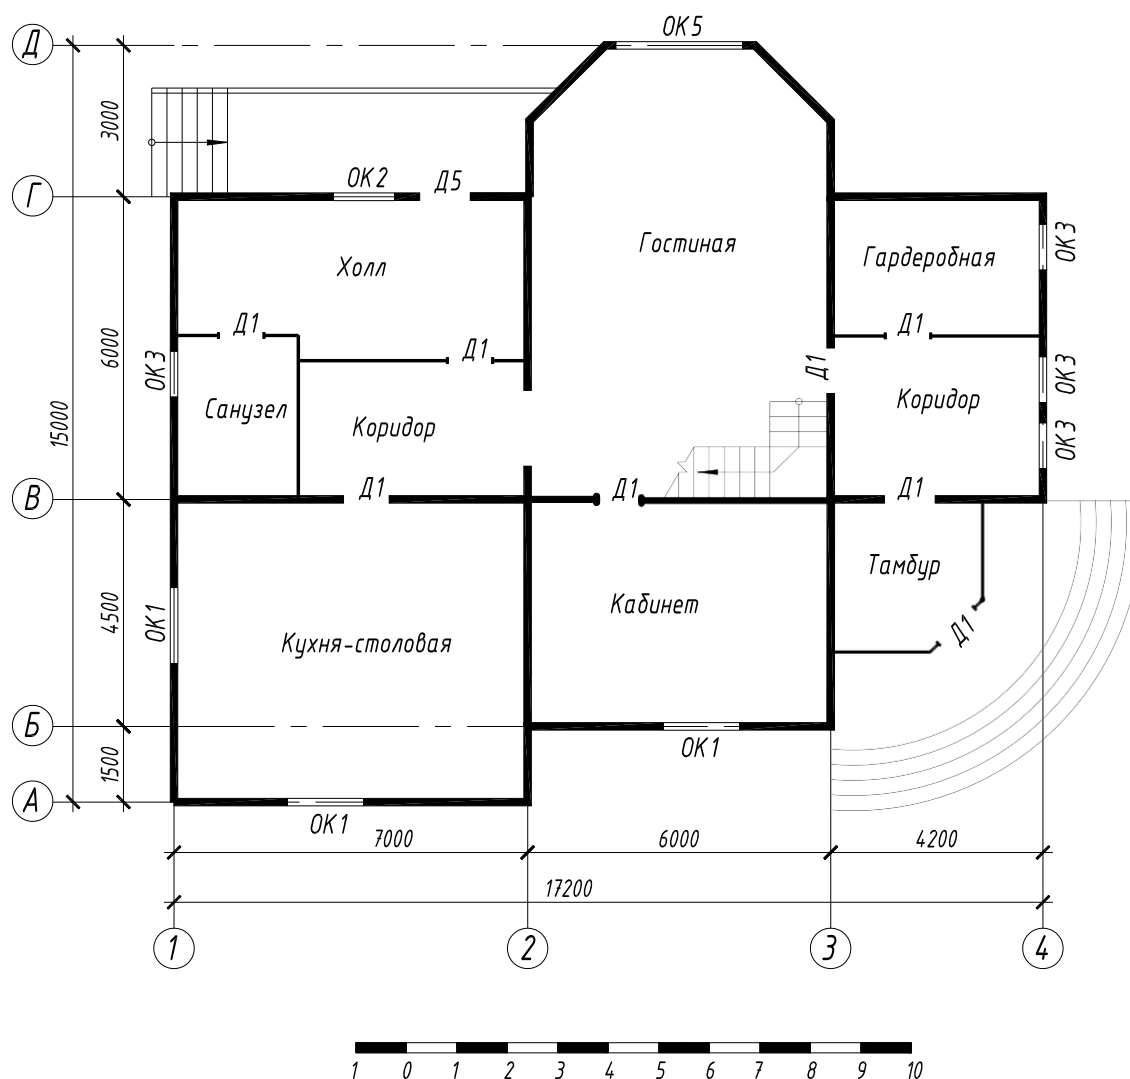 Д
ОК5
3000
Г
ОК2
Д5
Гостиная
Холл
Гардеробная
ОК3
Д1
Д1
Д1
6000
ОК3
Д1
ОК3
Санузел
Коридор
Коридор
15000
ОК3
В
Д1
Д1
Д1
Тамбур
Кабинет
4500
ОК1
Кухня-столовая
Д1
Б
ОК1
1500
А
ОК1
7000
6000
4200
17200
1
2
3
4
1 0 1 2 3 4 5 6 7 8 9 10